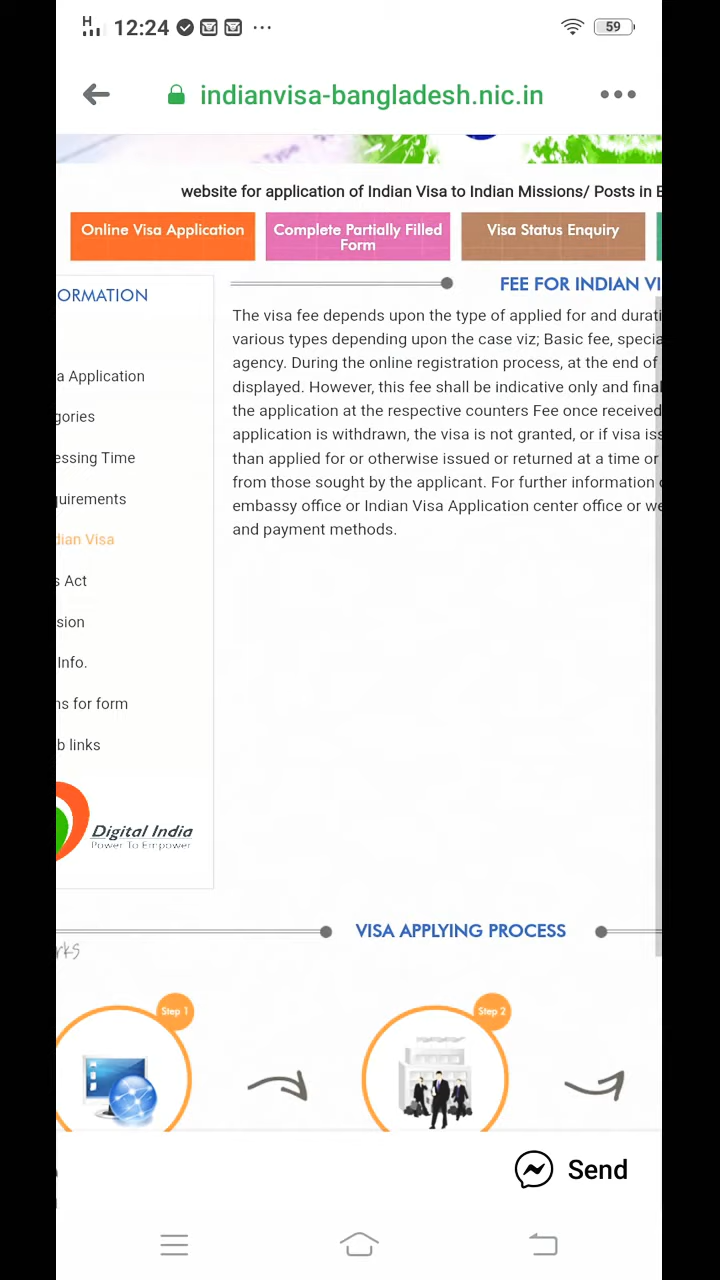 H
12:24
59
indianvisa-bangladesh.nic.in
website for application of Indian Visa to Indian Missions/ Posts in
Online Visa Application
Complete Partially Filled
Form
Visa Status Enquiry
ORMATION
FEE FOR INDIAN VI
The visa fee depends upon the type of applied for and durati
various types depending upon the case viz; Basic fee, specia
agency. During the online registration process, at the end of
displayed. However, this fee shall be indicative only and final
the application at the respective counters Fee once received
application is withdrawn, the visa is not granted, or if visa iss
than applied for or otherwise issued or returned at a time or
from those sought by the applicant. For further information
embassy office or Indian Visa Application center office or we
and payment methods.
a Application
gories
essing Time
quirements
dian Visa
s Act
sion
Info.
ns for form
b links
Digital India
Power To Empower
VISA APPLYING PROCESS
rks
Step 1
Step 2
Send